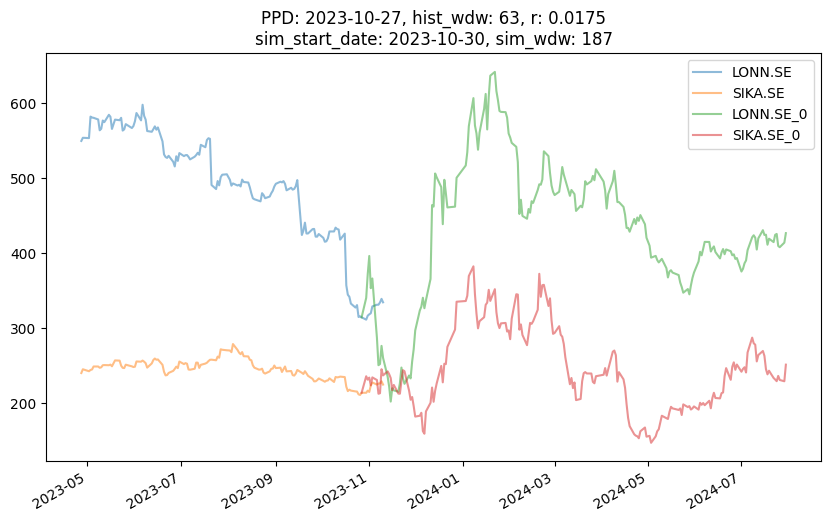 PPD: 2023-10-27, hist_wdw: 63, r: 0.0175
sim_start_date: 2023-10-30, sim_wdw: 187
LONN.SE
SIKA.SE
LONN.SE_0
SIKA.SE_0
600
500
400
300
200
2023-05
2023-07
2023-09
2023-11
2024-01
2024-03
2024-05
2024-07